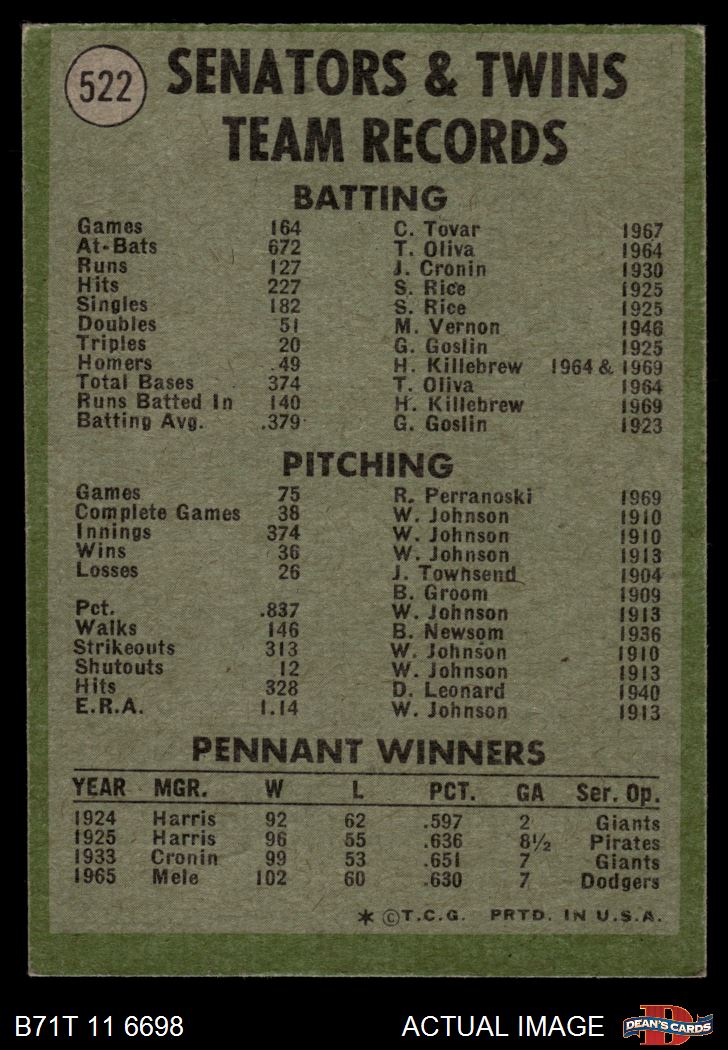 522 SENATORS & TWINS
TEAM RECORDS
BATTING
Games 164 C. Tovar 1967
At-Bats 672 T. Oliva 1964
Runs 127 J. Cronin 1930
Hits 227 S. Rice 1925
Singles 182 S. Rice 1925
Doubles 51 M. Vernon 1946
Triples 20 G. Goslin 1925
Homers 49 H. Killebrew 1964 & 1969
Total Bases 374 T. Oliva 1964
Runs Batted In 140 H. Killebrew 1969
Batting Avg. .379 G. Goslin 1923
PITCHING
Games 75 R. Perranoski 1969
Complete Games 38 W. Johnson 1910
Innings 374 W. Johnson 1910
Wins 36 W. Johnson 1913
Losses 26 J. Townsend 1904
B. Groom 1909
Pct. .837 W. Johnson 1913
Walks 146 B. Newsom 1936
Strikeouts 313 W. Johnson 1910
Shutouts 12 W. Johnson 1913
Hits 328 D. Leonard 1940
E.R.A. 1.14 W. Johnson 1913
PENNANT WINNERS
YEAR MGR. W L PCT. GA Ser. Op.
1924 Harris 92 62 .597 2 Giants
1925 Harris 96 55 .636 8½ Pirates
1933 Cronin 99 53 .651 7 Giants
1965 Mele 102 60 .630 7 Dodgers
* ©T.C.G. PRTD. IN U.S.A.
B71T 11 6698 ACTUAL IMAGE D DEAN'S CARDS